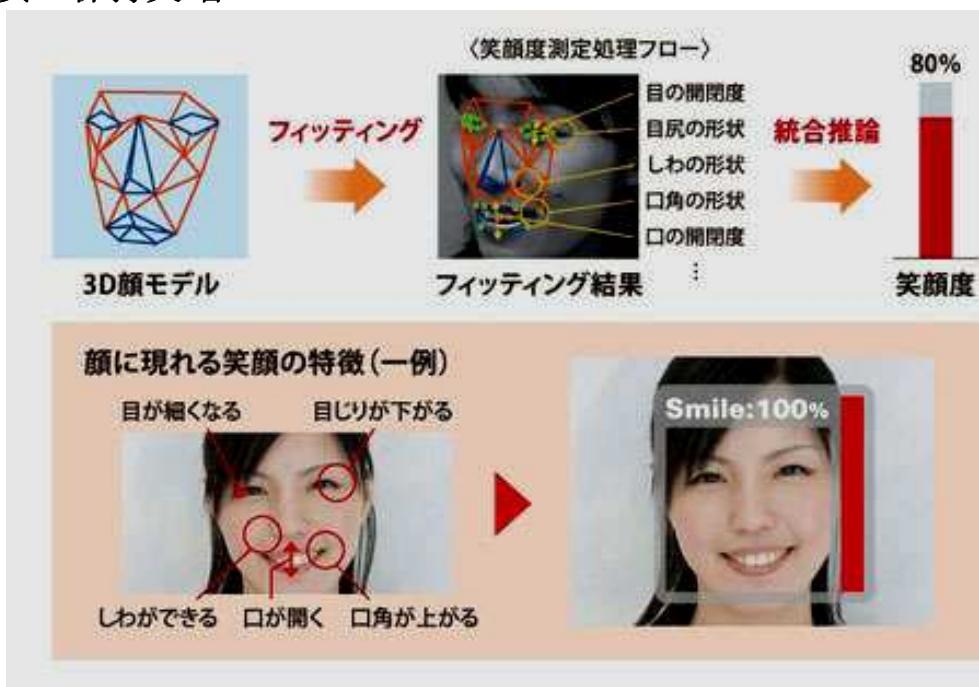 〈笑顔度測定処理フロー〉
80%
フィッティング
目の開閉度
目尻の形状
しわの形状
口角の形状
口の開閉度
⋮
統合推論
3D顔モデル
フィッティング結果
笑顔度
顔に現れる笑顔の特徴(一例)
目が細くなる
目じりが下がる
しわができる
口が開く
口角が上がる
Smile:100%